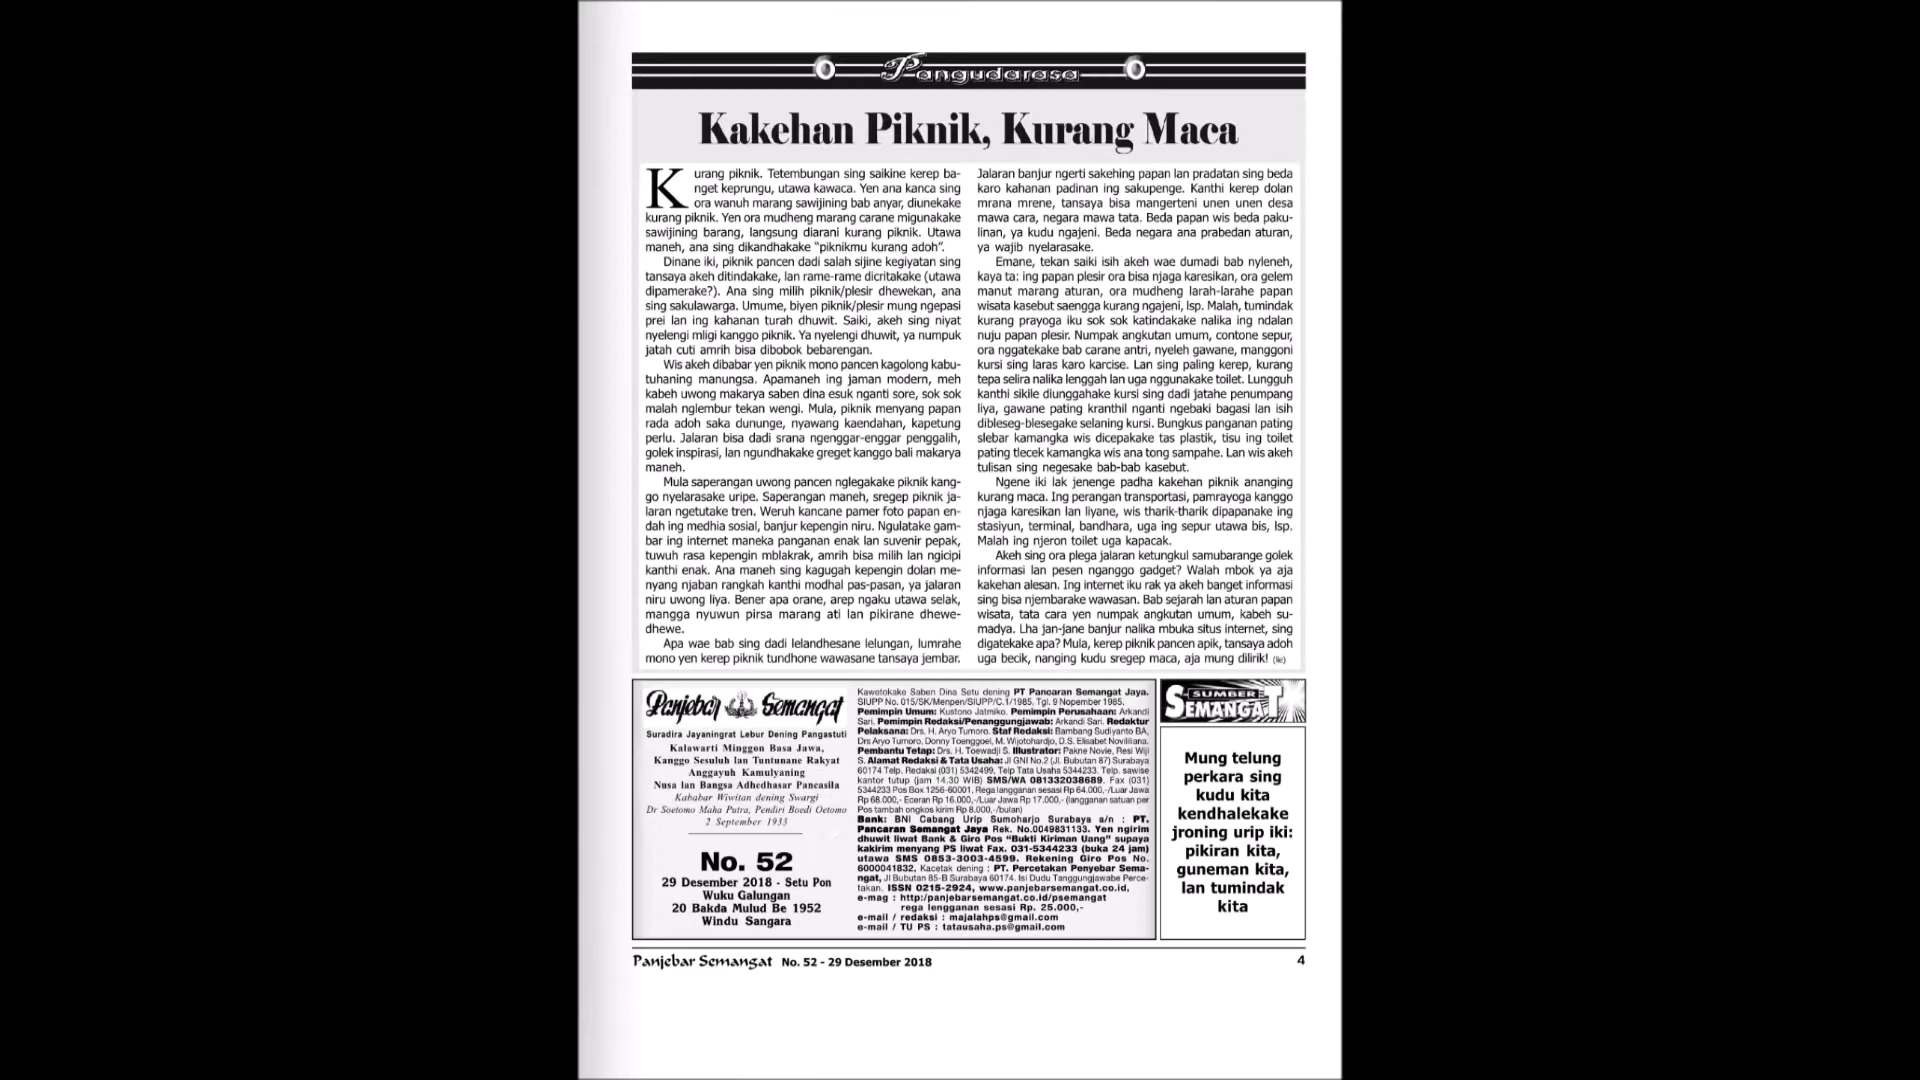 Pangudarasa
Kakehan Piknik, Kurang Maca
Kurang piknik. Tetembungan sing saikine kerep ba-
nget keprungu, utawa kawaca. Yen ana kanca sing
ora wanuh marang sawijining bab anyar, diunekake
kurang piknik. Yen ora mudheng marang carane migunakake
sawijining barang, langsung diarani kurang piknik. Utawa
maneh, ana sing dikandhakake “piknikmu kurang adoh”.
Dinane iki, piknik pancen dadi salah sijine kegiyatan sing
tansaya akeh ditindakake, lan rame-rame dicritakake (utawa
dipamerake?). Ana sing milih piknik/plesir dhewekan, ana
sing sakulawarga. Umume, biyen piknik/plesir mung ngepasi
prei lan ing kahanan turah dhuwit. Saiki, akeh sing niyat
nyelengi mligi kanggo piknik. Ya nyelengi dhuwit, ya numpuk
jatah cuti amrih bisa dibobok bebarengan.
Wis akeh dibabar yen piknik mono pancen kagolong kabu-
tuhaning manungsa. Apamaneh ing jaman modern, meh
kabeh uwong makarya saben dina esuk nganti sore, sok sok
malah nglembur tekan wengi. Mula, piknik menyang papan
rada adoh saka dununge, nyawang kaendahan, kapetung
perlu. Jalaran bisa dadi srana ngenggar-enggar penggalih,
golek inspirasi, lan ngundhakake greget kanggo bali makarya
maneh.
Mula saperangan uwong pancen nglegakake piknik kang-
go nyelarasake uripe. Saperangan maneh, sregep piknik ja-
laran ngetutake tren. Weruh kancane pamer foto papan en-
dah ing medhia sosial, banjur kepengin niru. Ngulatake gam-
bar ing internet maneka panganan enak lan suvenir pepak,
tuwuh rasa kepengin mblakrak, amrih bisa milih lan ngicipi
kanthi enak. Ana maneh sing kagugah kepengin dolan me-
nyang njaban rangkah kanthi modhal pas-pasan, ya jalaran
niru uwong liya. Bener apa orane, arep ngaku utawa selak,
mangga nyuwun pirsa marang ati lan pikirane dhewe-
dhewe.
Apa wae bab sing dadi lelandhesane lelungan, lumrahe
mono yen kerep piknik tundhone wawasane tansaya jembar.
Jalaran banjur ngerti sakehing papan lan pradatan sing beda
karo kahanan padinan ing sakupenge. Kanthi kerep dolan
mrana mrene, tansaya bisa mangerteni unen unen desa
mawa cara, negara mawa tata. Beda papan wis beda paku-
linan, ya kudu ngajeni. Beda negara ana prabedan aturan,
ya wajib nyelarasake.
Emane, tekan saiki isih akeh wae dumadi bab nyleneh,
kaya ta: ing papan plesir ora bisa njaga karesikan, ora gelem
manut marang aturan, ora mudheng larah-larahe papan
wisata kasebut saengga kurang ngajeni, lsp. Malah, tumindak
kurang prayoga iku sok sok katindakake nalika ing ndalan
nuju papan plesir. Numpak angkutan umum, contone sepur,
ora nggatekake bab carane antri, nyeleh gawane, manggoni
kursi sing laras karo karcise. Lan sing paling kerep, kurang
tepa selira nalika lenggah lan uga nggunakake toilet. Lungguh
kanthi sikile diunggahake kursi sing dadi jatahe penumpang
liya, gawane pating kranthil nganti ngebaki bagasi lan isih
dibleseg-blesegake selaning kursi. Bungkus panganan pating
slebar kamangka wis dicepakake tas plastik, tisu ing toilet
pating tlecek kamangka wis ana tong sampahe. Lan wis akeh
tulisan sing negesake bab-bab kasebut.
Ngene iki lak jenenge padha kakehan piknik ananging
kurang maca. Ing perangan transportasi, pamrayoga kanggo
njaga karesikan lan liyane, wis tharik-tharik dipapanake ing
stasiyun, terminal, bandhara, uga ing sepur utawa bis, lsp.
Malah ing njeron toilet uga kapacak.
Akeh sing ora plega jalaran ketungkul samubarange golek
informasi lan pesen nganggo gadget? Walah mbok ya aja
kakehan alesan. Ing internet iku rak ya akeh banget informasi
sing bisa njembarake wawasan. Bab sejarah lan aturan papan
wisata, tata cara yen numpak angkutan umum, kabeh su-
madya. Lha jan-jane banjur nalika mbuka situs internet, sing
digatekake apa? Mula, kerep piknik pancen apik, tansaya adoh
uga becik, nanging kudu sregep maca, aja mung dilirik!
Panjebar Semangat
Suradira Jayaningrat Lebur Dening Pangastuti
Kalawarti Minggon Basa Jawa,
Kanggo Sesuluh lan Tuntunane Rakyat
Anggayuh Kamulyaning
Nusa lan Bangsa Adhedhasar Pancasila
Kababar Wiwitan dening Swargi
Dr Soetomo Maha Putra, Pendiri Boedi Oetomo
2 September 1933
No. 52
29 Desember 2018 - Setu Pon
Wuku Galungan
20 Bakda Mulud Be 1952
Windu Sangara
Kawetokake Saben Dina Setu dening PT Pancaran Semangat Jaya.
SIUPP No. 015/SK/Menpen/SIUPP/C.1/1985. Tgl. 9 Nopember 1985.
Pemimpin Umum: Kustono Jatmiko. Pemimpin Perusahaan: Arkandi
Sari. Pemimpin Redaksi/Penanggungjawab: Arkandi Sari. Redaktur
Pelaksana: Drs. H. Aryo Tumoro. Staf Redaksi: Bambang Sudiyanto BA,
Drs Aryo Tumoro, Donny Toenggoel, M. Wijotohardjo, D.S. Elisabet Noviliana.
Pembantu Tetap: Drs. H. Toewadji S. Illustrator: Pakne Novie, Resi Wiji
S. Alamat Redaksi & Tata Usaha: Jl GNI No.2 (Jl. Bubutan 87) Surabaya
60174 Telp. Redaksi (031) 5342499, Telp Tata Usaha 5344233. Telp. sawise
kantor tutup (jam 14.30 WIB) SMS/WA 081332038689. Fax (031)
5344233 Pos Box 1256-60001, Rega langganan sesasi Rp 64.000,-/Luar Jawa
Rp 68.000,- Eceran Rp 16.000,-/Luar Jawa Rp 17.000,- (langganan satuan per
Pos tambah ongkos kirim Rp 8.000,-/bulan)
Bank: BNI Cabang Urip Sumoharjo Surabaya a/n : PT.
Pancaran Semangat Jaya Rek. No.0049831133. Yen ngirim
dhuwit liwat Bank & Giro Pos “Bukti Kiriman Uang” supaya
kakirim menyang PS liwat Fax. 031-5344233 (buka 24 jam)
utawa SMS 0853-3003-4599. Rekening Giro Pos No.
6000041832, Kacetak dening : PT. Percetakan Penyebar Sema-
ngat, Jl Bubutan 85-B Surabaya 60174. Isi Dudu Tanggungjawabe Perce-
takan. ISSN 0215-2924, www.panjebarsemangat.co.id,
e-mag : http:/panjebarsemangat.co.id/psemangat
rega lengganan sesasi Rp. 25.000,-
e-mail / redaksi : majalahps@gmail.com
e-mail / TU PS : tatausaha.ps@gmail.com
SUMBER
SEMANGAT
Mung telung
perkara sing
kudu kita
kendhalekake
jroning urip iki:
pikiran kita,
guneman kita,
lan tumindak
kita
Panjebar Semangat No. 52 - 29 Desember 2018
4